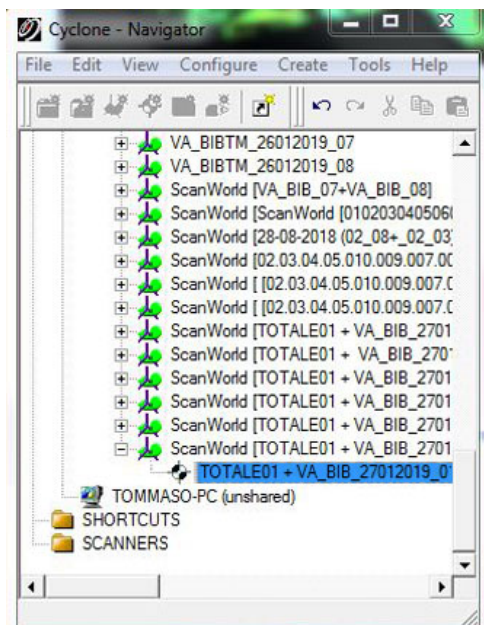 Cyclone - Navigator
File Edit View Configure Create Tools Help
VA_BIBTM_26012019_07
VA_BIBTM_26012019_08
ScanWorld [VA_BIB_07+VA_BIB_08]
ScanWorld [ScanWorld [0102030405060
ScanWorld [28-08-2018 (02_08+_02_03)
ScanWorld [02.03.04.05.010.009.007.00
ScanWorld [ [02.03.04.05.010.009.007.0
ScanWorld [ [02.03.04.05.010.009.007.0
ScanWorld [TOTALE01 + VA_BIB_2701
ScanWorld [TOTALE01 +  VA_BIB_270
ScanWorld [TOTALE01 + VA_BIB_2701
ScanWorld [TOTALE01 + VA_BIB_2701
ScanWorld [TOTALE01 + VA_BIB_2701
ScanWorld [TOTALE01 + VA_BIB_2701
TOTALE01 + VA_BIB_27012019_0
TOMMASO-PC (unshared)
SHORTCUTS
SCANNERS